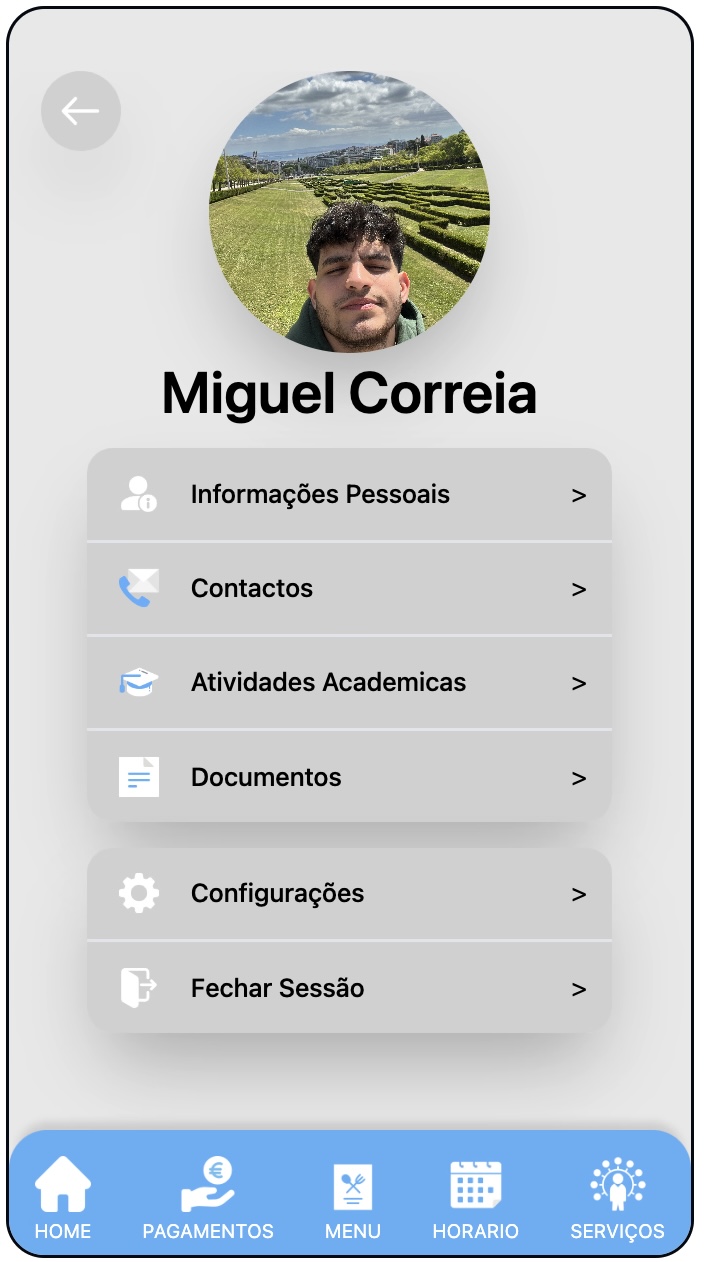 Miguel Correia
Informações Pessoais >
Contactos >
Atividades Academicas >
Documentos >
Configurações >
Fechar Sessão >
€
HOME PAGAMENTOS MENU HORARIO SERVIÇOS